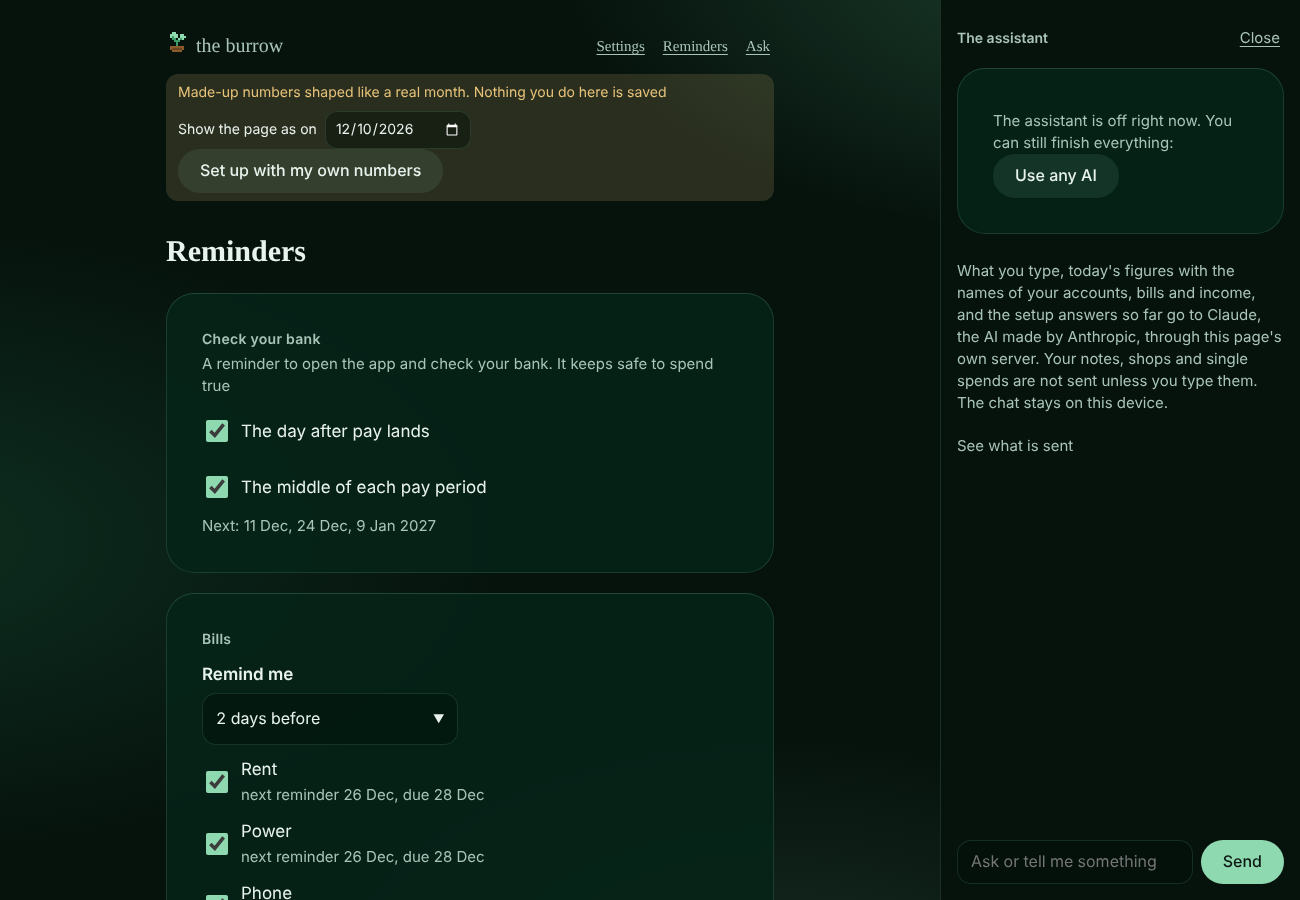 the burrow
Settings Reminders Ask
Made-up numbers shaped like a real month. Nothing you do here is saved
Show the page as on 12/10/2026
Set up with my own numbers
Reminders
Check your bank
A reminder to open the app and check your bank. It keeps safe to spend
true
The day after pay lands
The middle of each pay period
Next: 11 Dec, 24 Dec, 9 Jan 2027
Bills
Remind me
2 days before
Rent
next reminder 26 Dec, due 28 Dec
Power
next reminder 26 Dec, due 28 Dec
Phone
The assistant
Close
The assistant is off right now. You
can still finish everything:
Use any AI
What you type, today's figures with the
names of your accounts, bills and income,
and the setup answers so far go to Claude,
the AI made by Anthropic, through this page's
own server. Your notes, shops and single
spends are not sent unless you type them.
The chat stays on this device.
See what is sent
Ask or tell me something
Send